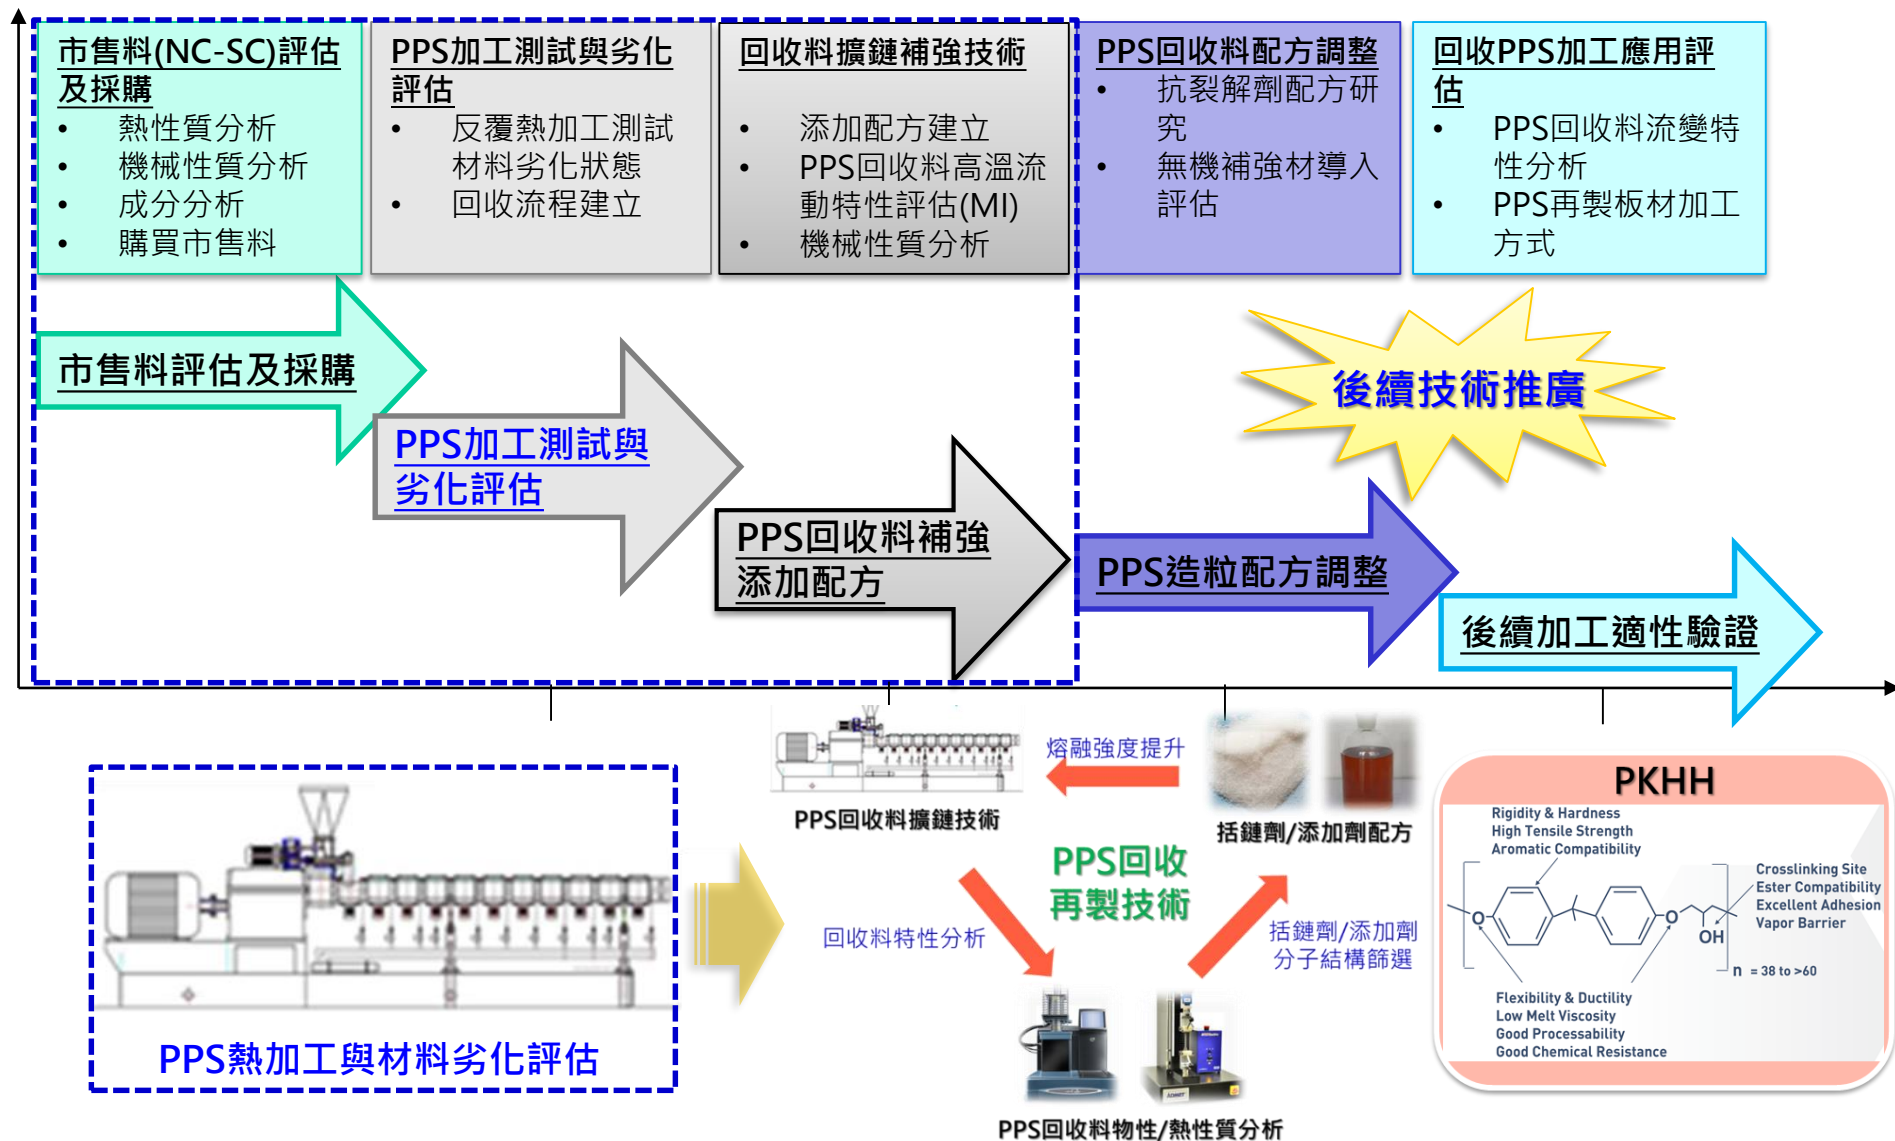 市售料(NC-SC)評估
及採購
• 熱性質分析
• 機械性質分析
• 成分分析
• 購買市售料
PPS加工測試與劣化
評估
• 反覆熱加工測試
材料劣化狀態
• 回收流程建立
回收料擴鏈補強技術
• 添加配方建立
• PPS回收料高溫流
動特性評估(MI)
• 機械性質分析
PPS回收料配方調整
• 抗裂解劑配方研
究
• 無機補強材導入
評估
回收PPS加工應用評
估
• PPS回收料流變特
性分析
• PPS再製板材加工
方式
市售料評估及採購
PPS加工測試與
劣化評估
PPS回收料補強
添加配方
PPS造粒配方調整
後續加工適性驗證
後續技術推廣
PPS熱加工與材料劣化評估
PPS回收料擴鏈技術
熔融強度提升
括鏈劑/添加劑配方
PPS回收
再製技術
回收料特性分析
括鏈劑/添加劑
分子結構篩選
PPS回收料物性/熱性質分析
PKHH
Rigidity & Hardness
High Tensile Strength
Aromatic Compatibility
Crosslinking Site
Ester Compatibility
Excellent Adhesion
Vapor Barrier
O
O
OH
n = 38 to >60
Flexibility & Ductility
Low Melt Viscosity
Good Processability
Good Chemical Resistance